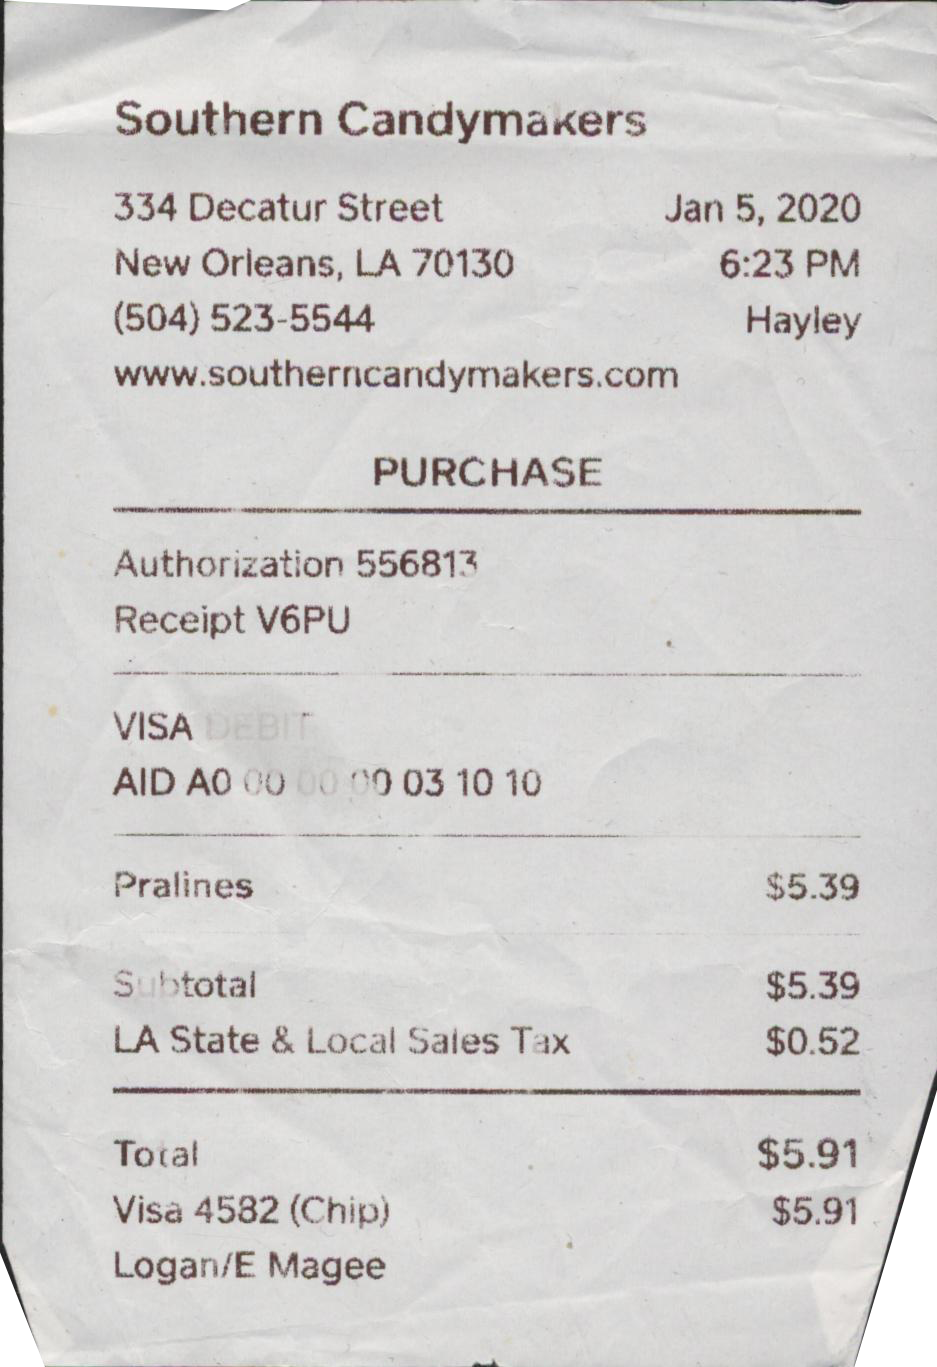 Southern Candymakers
334 Decatur Street Jan 5, 2020
New Orleans, LA 70130 6:23 PM
(504) 523-5544 Hayley
www.southerncandymakers.com
PURCHASE
Authorization 556813
Receipt V6PU
VISA DEBIT
AID A0 00 00 00 03 10 10
Pralines $5.39
Subtotal $5.39
LA State & Local Sales Tax $0.52
Total $5.91
Visa 4582 (Chip) $5.91
Logan/E Magee